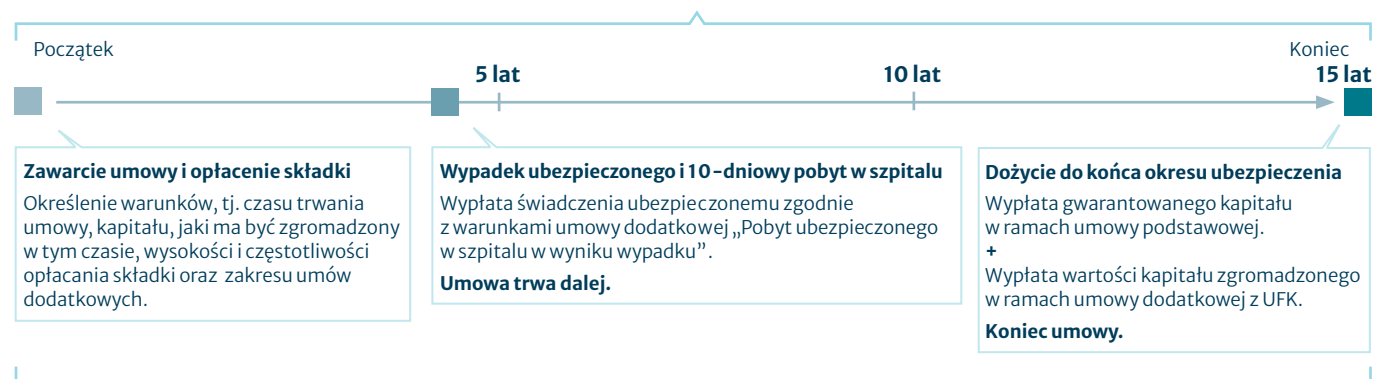 Początek
Koniec
5 lat
10 lat
15 lat
Zawarcie umowy i opłacenie składki
Określenie warunków, tj. czasu trwania
umowy, kapitału, jaki ma być zgromadzony
w tym czasie, wysokości i częstotliwości
opłacania składki oraz zakresu umów
dodatkowych.
Wypadek ubezpieczonego i 10-dniowy pobyt w szpitalu
Wypłata świadczenia ubezpieczonemu zgodnie
z warunkami umowy dodatkowej „Pobyt ubezpieczonego
w szpitalu w wyniku wypadku”.
Umowa trwa dalej.
Dożycie do końca okresu ubezpieczenia
Wypłata gwarantowanego kapitału
w ramach umowy podstawowej.
+
Wypłata wartości kapitału zgromadzonego
w ramach umowy dodatkowej z UFK.
Koniec umowy.